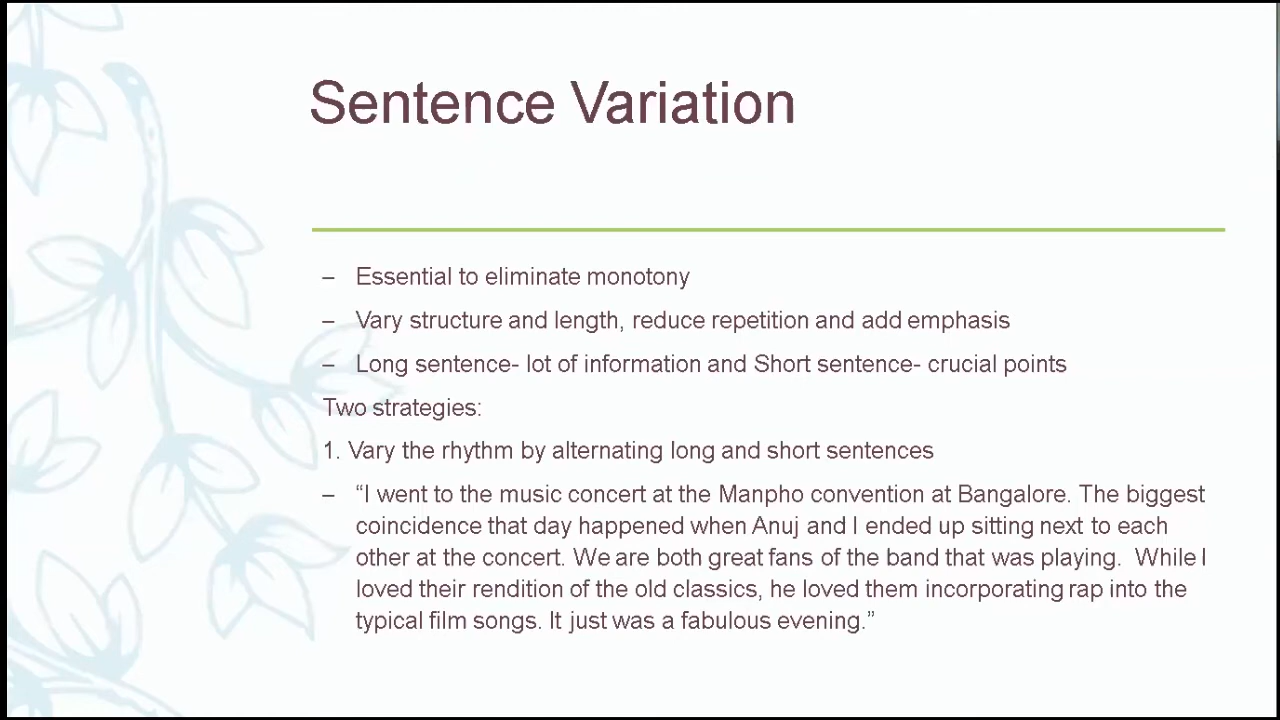 Sentence Variation
– Essential to eliminate monotony
– Vary structure and length, reduce repetition and add emphasis
– Long sentence- lot of information and Short sentence- crucial points
Two strategies:
1. Vary the rhythm by alternating long and short sentences
– “I went to the music concert at the Manpho convention at Bangalore. The biggest
coincidence that day happened when Anuj and I ended up sitting next to each
other at the concert. We are both great fans of the band that was playing.  While I
loved their rendition of the old classics, he loved them incorporating rap into the
typical film songs. It just was a fabulous evening.”